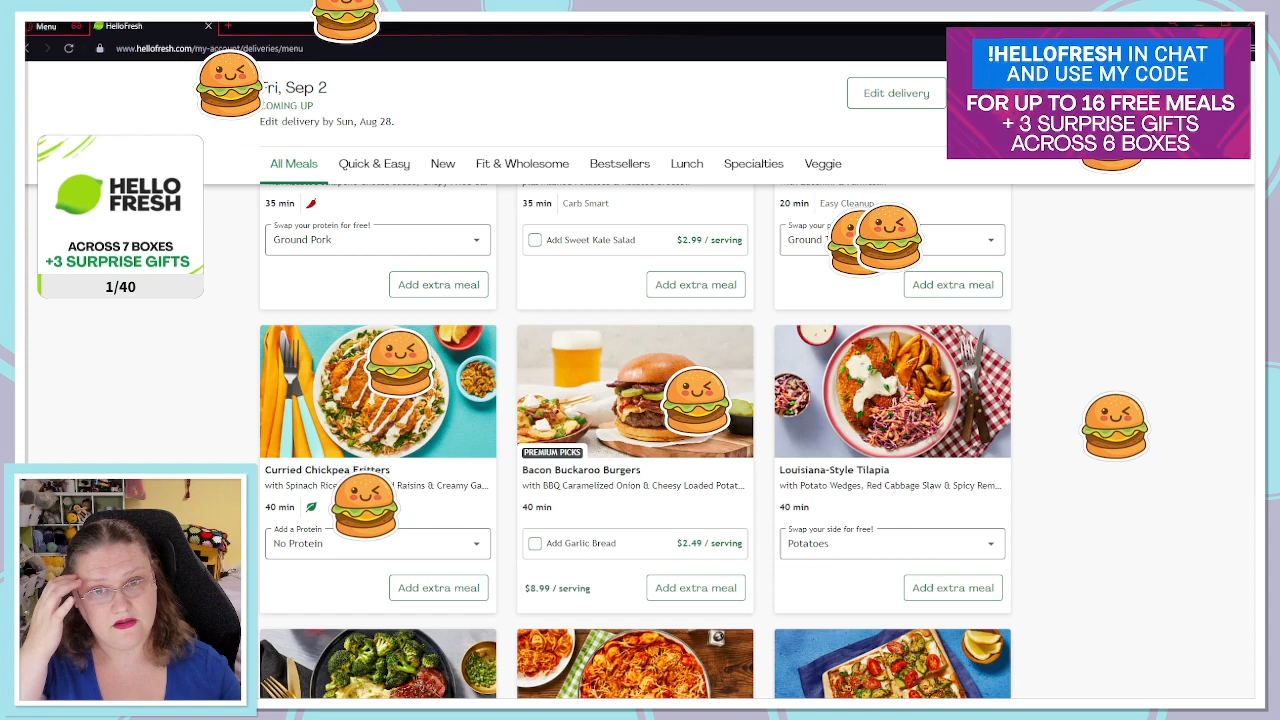 Menu
HelloFresh
www.hellofresh.com/my-account/deliveries/menu
!HELLOFRESH IN CHAT
AND USE MY CODE
FOR UP TO 16 FREE MEALS
+ 3 SURPRISE GIFTS
ACROSS 6 BOXES
Fri, Sep 2
COMING UP
Edit delivery by Sun, Aug 28.
Edit delivery
HELLO
FRESH
ACROSS 7 BOXES
+3 SURPRISE GIFTS
1/40
All Meals Quick & Easy New Fit & Wholesome Bestsellers Lunch Specialties Veggie
35 min
Swap your protein for free!
Ground Pork
Add extra meal
35 min Carb Smart
Add Sweet Kale Salad $2.99 / serving
Add extra meal
20 min Easy Cleanup
Swap your
Ground
Add extra meal
Curried Chickpea Fritters
with Spinach Rice Raisins & Creamy Ga...
40 min
Add a Protein
No Protein
Add extra meal
PREMIUM PICKS
Bacon Buckaroo Burgers
with BBQ Caramelized Onion & Cheesy Loaded Potat...
40 min
Add Garlic Bread $2.49 / serving
$8.99 / serving Add extra meal
Louisiana-Style Tilapia
with Potato Wedges, Red Cabbage Slaw & Spicy Rem...
40 min
Swap your side for free!
Potatoes
Add extra meal